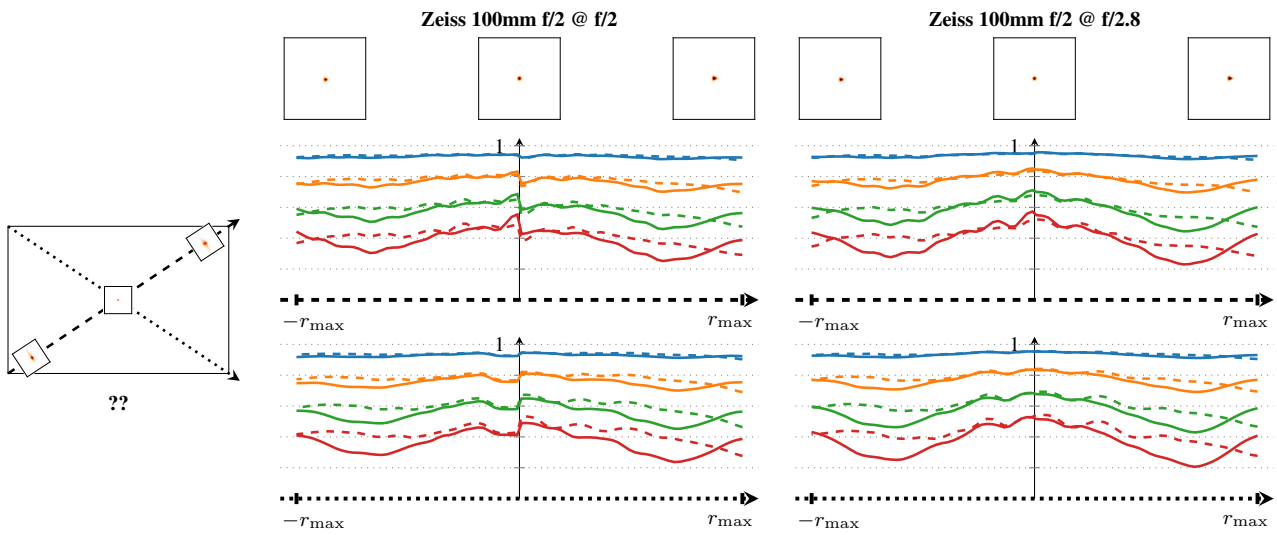 Zeiss 100mm f/2 @ f/2
Zeiss 100mm f/2 @ f/2.8
1
1
−r_max
r_max
−r_max
r_max
??
1
1
−r_max
r_max
−r_max
r_max